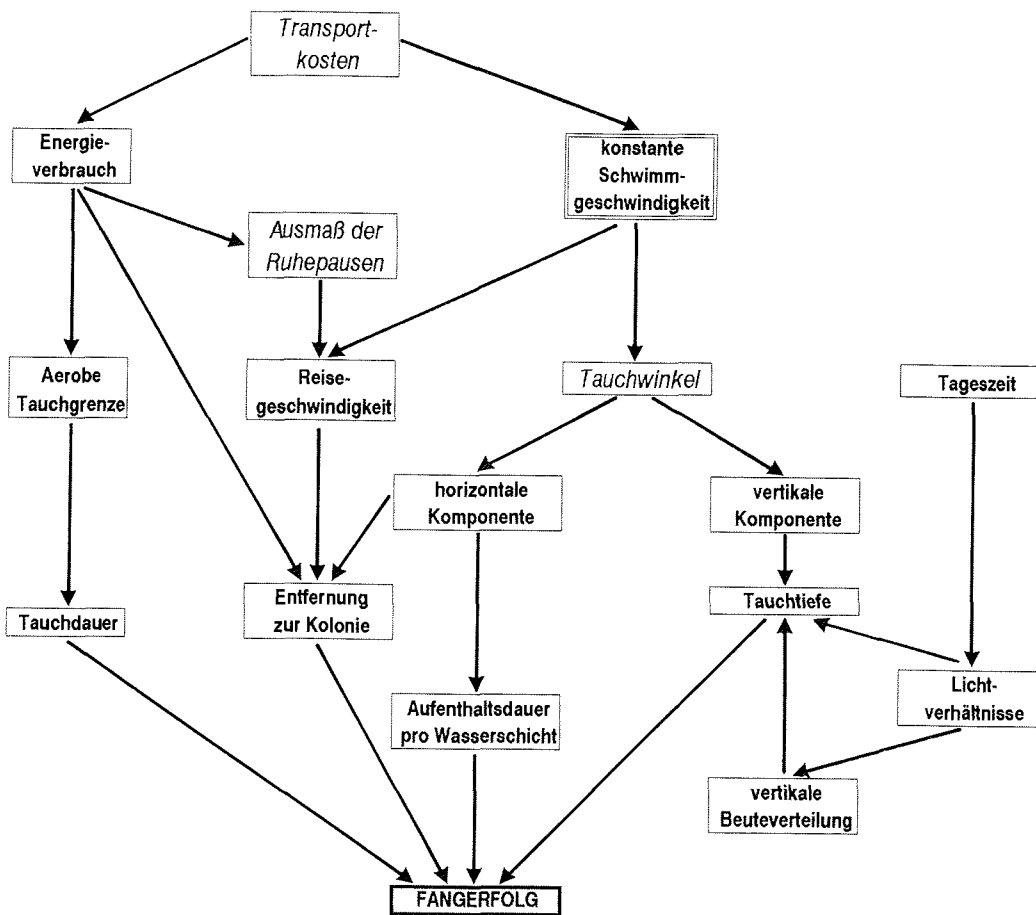 Transport-
kosten
Energie-
verbrauch
konstante
Schwimm-
geschwindigkeit
Ausmaß der
Ruhepausen
Aerobe
Tauchgrenze
Reise-
geschwindigkeit
Tauchwinkel
Tageszeit
horizontale
Komponente
vertikale
Komponente
Tauchdauer
Entfernung
zur Kolonie
Tauchtiefe
Licht-
verhältnisse
Aufenthaltsdauer
pro Wasserschicht
vertikale
Beuteverteilung
FANGERFOLG